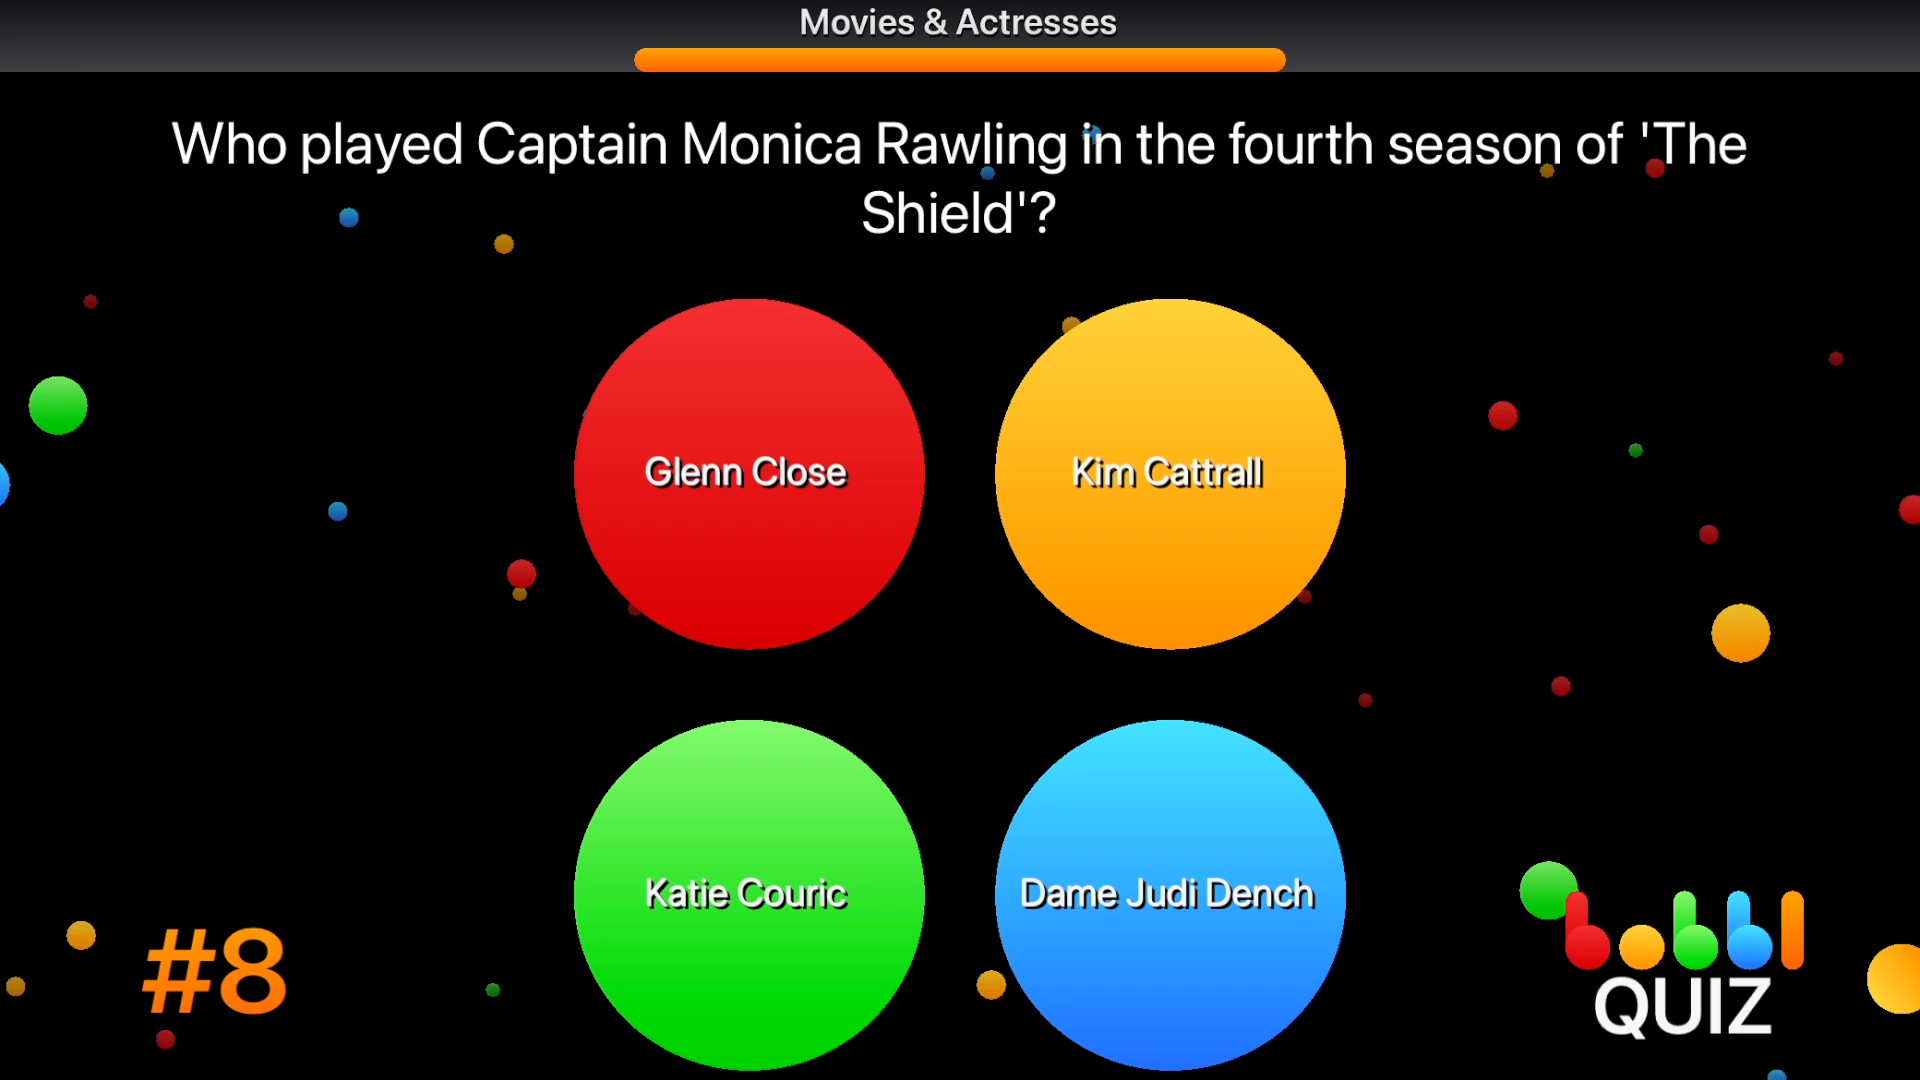 Movies & Actresses
Who played Captain Monica Rawling in the fourth season of 'The
Shield'?
Glenn Close
Kim Cattrall
Katie Couric
Dame Judi Dench
#8
bobbl
QUIZ